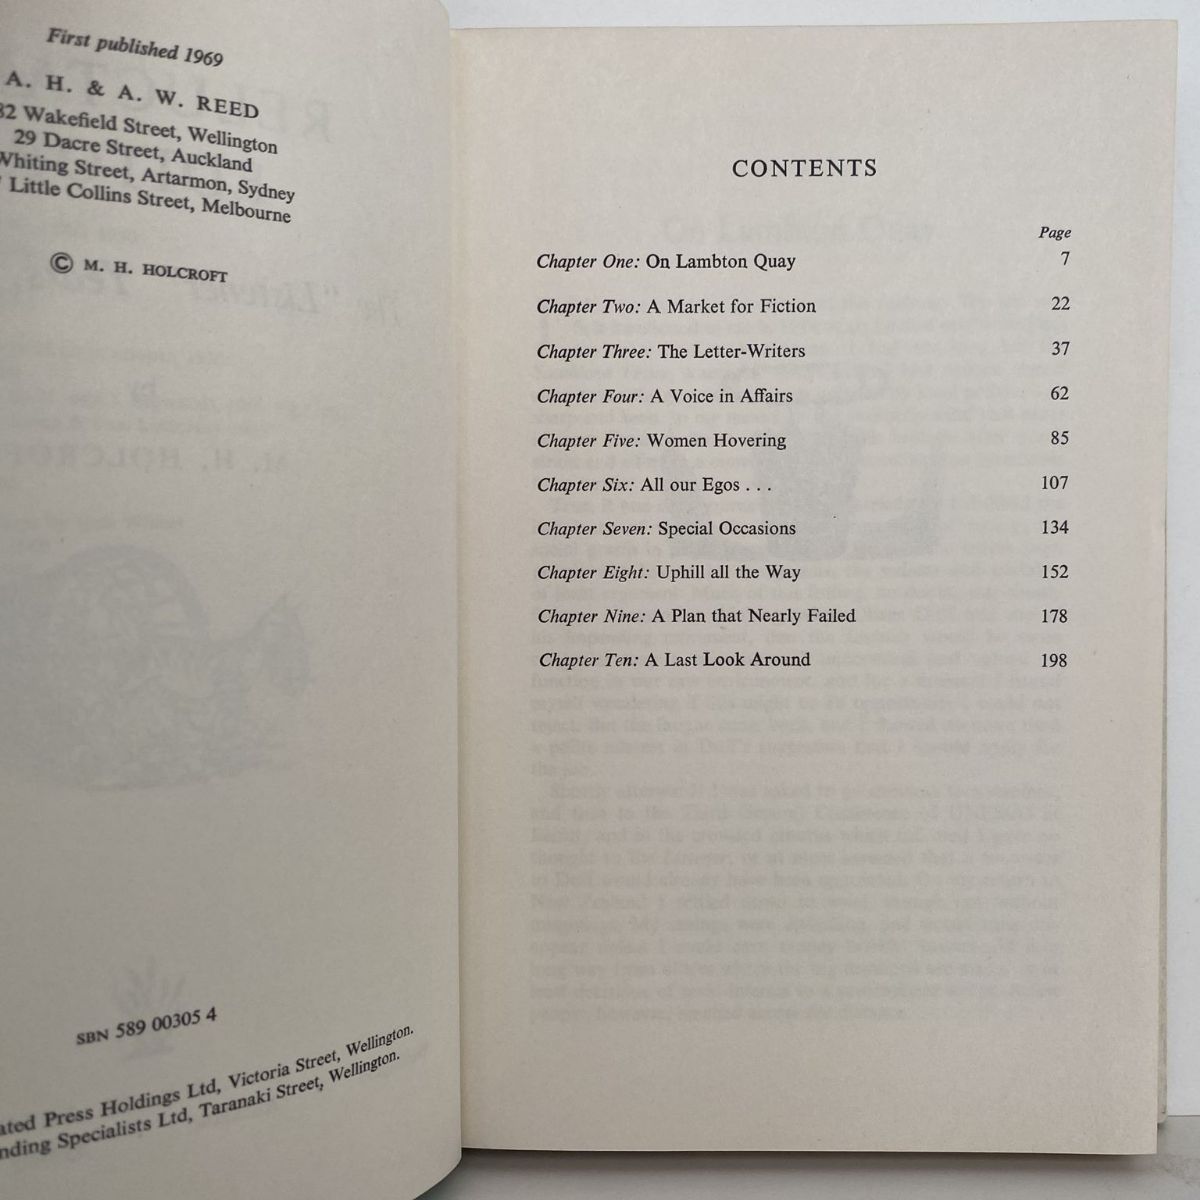 First published 1969
A. H. & A. W. REED
82 Wakefield Street, Wellington
29 Dacre Street, Auckland
Whiting Street, Artarmon, Sydney
Little Collins Street, Melbourne
© M. H. HOLCROFT
SBN 589 00305 4
Press Holdings Ltd, Victoria Street, Wellington.
Specialists Ltd, Taranaki Street, Wellington.
CONTENTS
Page
Chapter One: On Lambton Quay 7
Chapter Two: A Market for Fiction 22
Chapter Three: The Letter-Writers 37
Chapter Four: A Voice in Affairs 62
Chapter Five: Women Hovering 85
Chapter Six: All our Egos . . . 107
Chapter Seven: Special Occasions 134
Chapter Eight: Uphill all the Way 152
Chapter Nine: A Plan that Nearly Failed 178
Chapter Ten: A Last Look Around 198